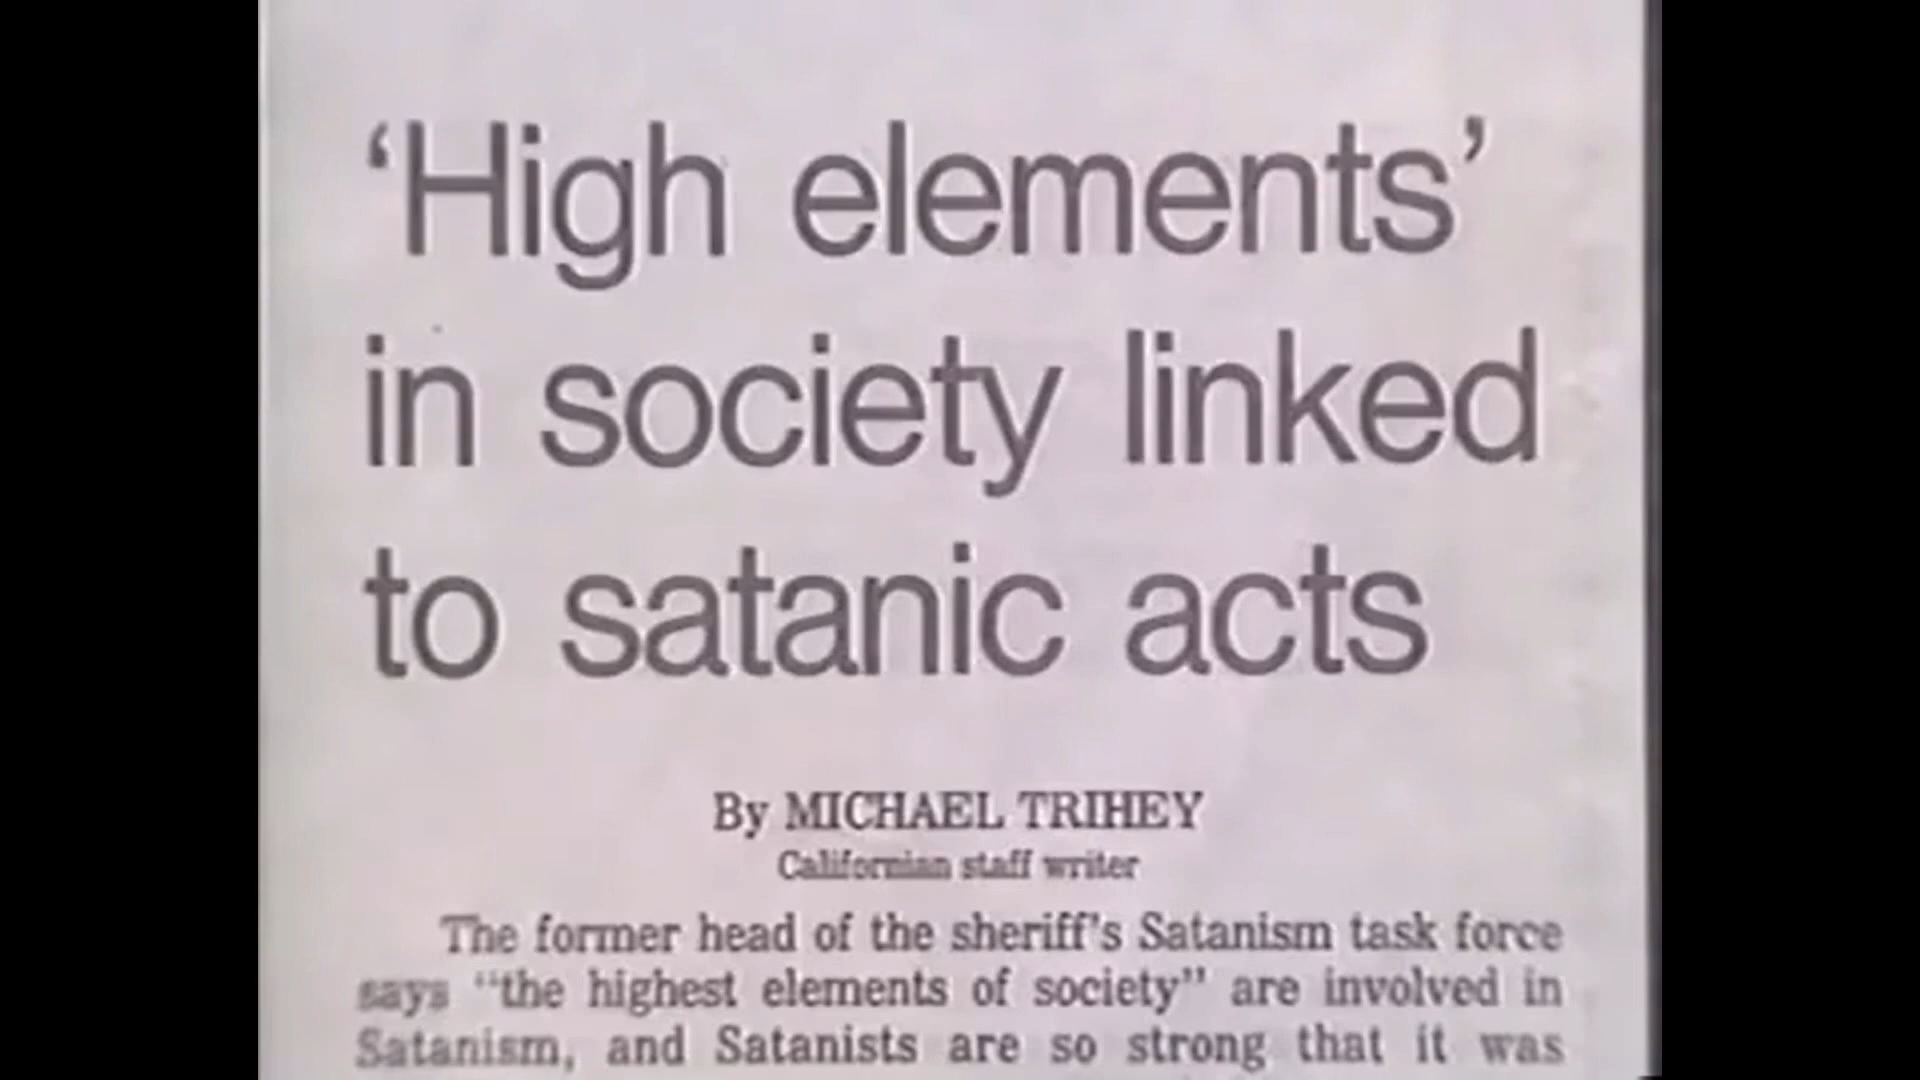 ‘High elements’
in society linked
to satanic acts
By MICHAEL TRIHEY
Californian staff writer
The former head of the sheriff's Satanism task force
says "the highest elements of society" are involved in
Satanism, and Satanists are so strong that it was